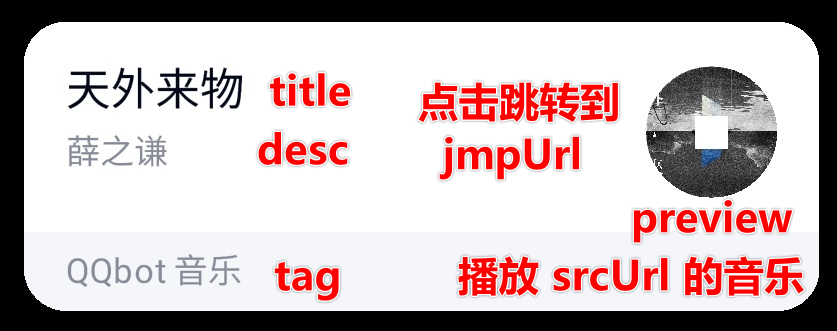 天外来物 title
薛之谦 desc
点击跳转到
jmpUrl
preview
QQbot 音乐 tag
播放 srcUrl 的音乐